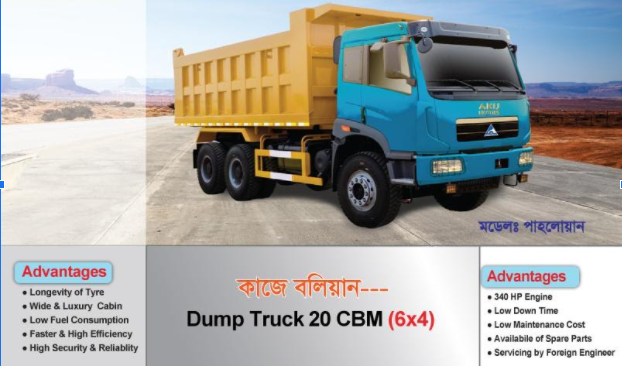 মডেলঃ পাহলোয়ান
Advantages
● Longevity of Tyre
● Wide & Luxury Cabin
● Low Fuel Consumption
● Faster & High Efficiency
● High Security & Reliablity
কাজে বলিয়ান---
Dump Truck 20 CBM (6x4)
Advantages
● 340 HP Engine
● Low Down Time
● Low Maintenance Cost
● Availabile of Spare Parts
● Servicing by Foreign Engineer